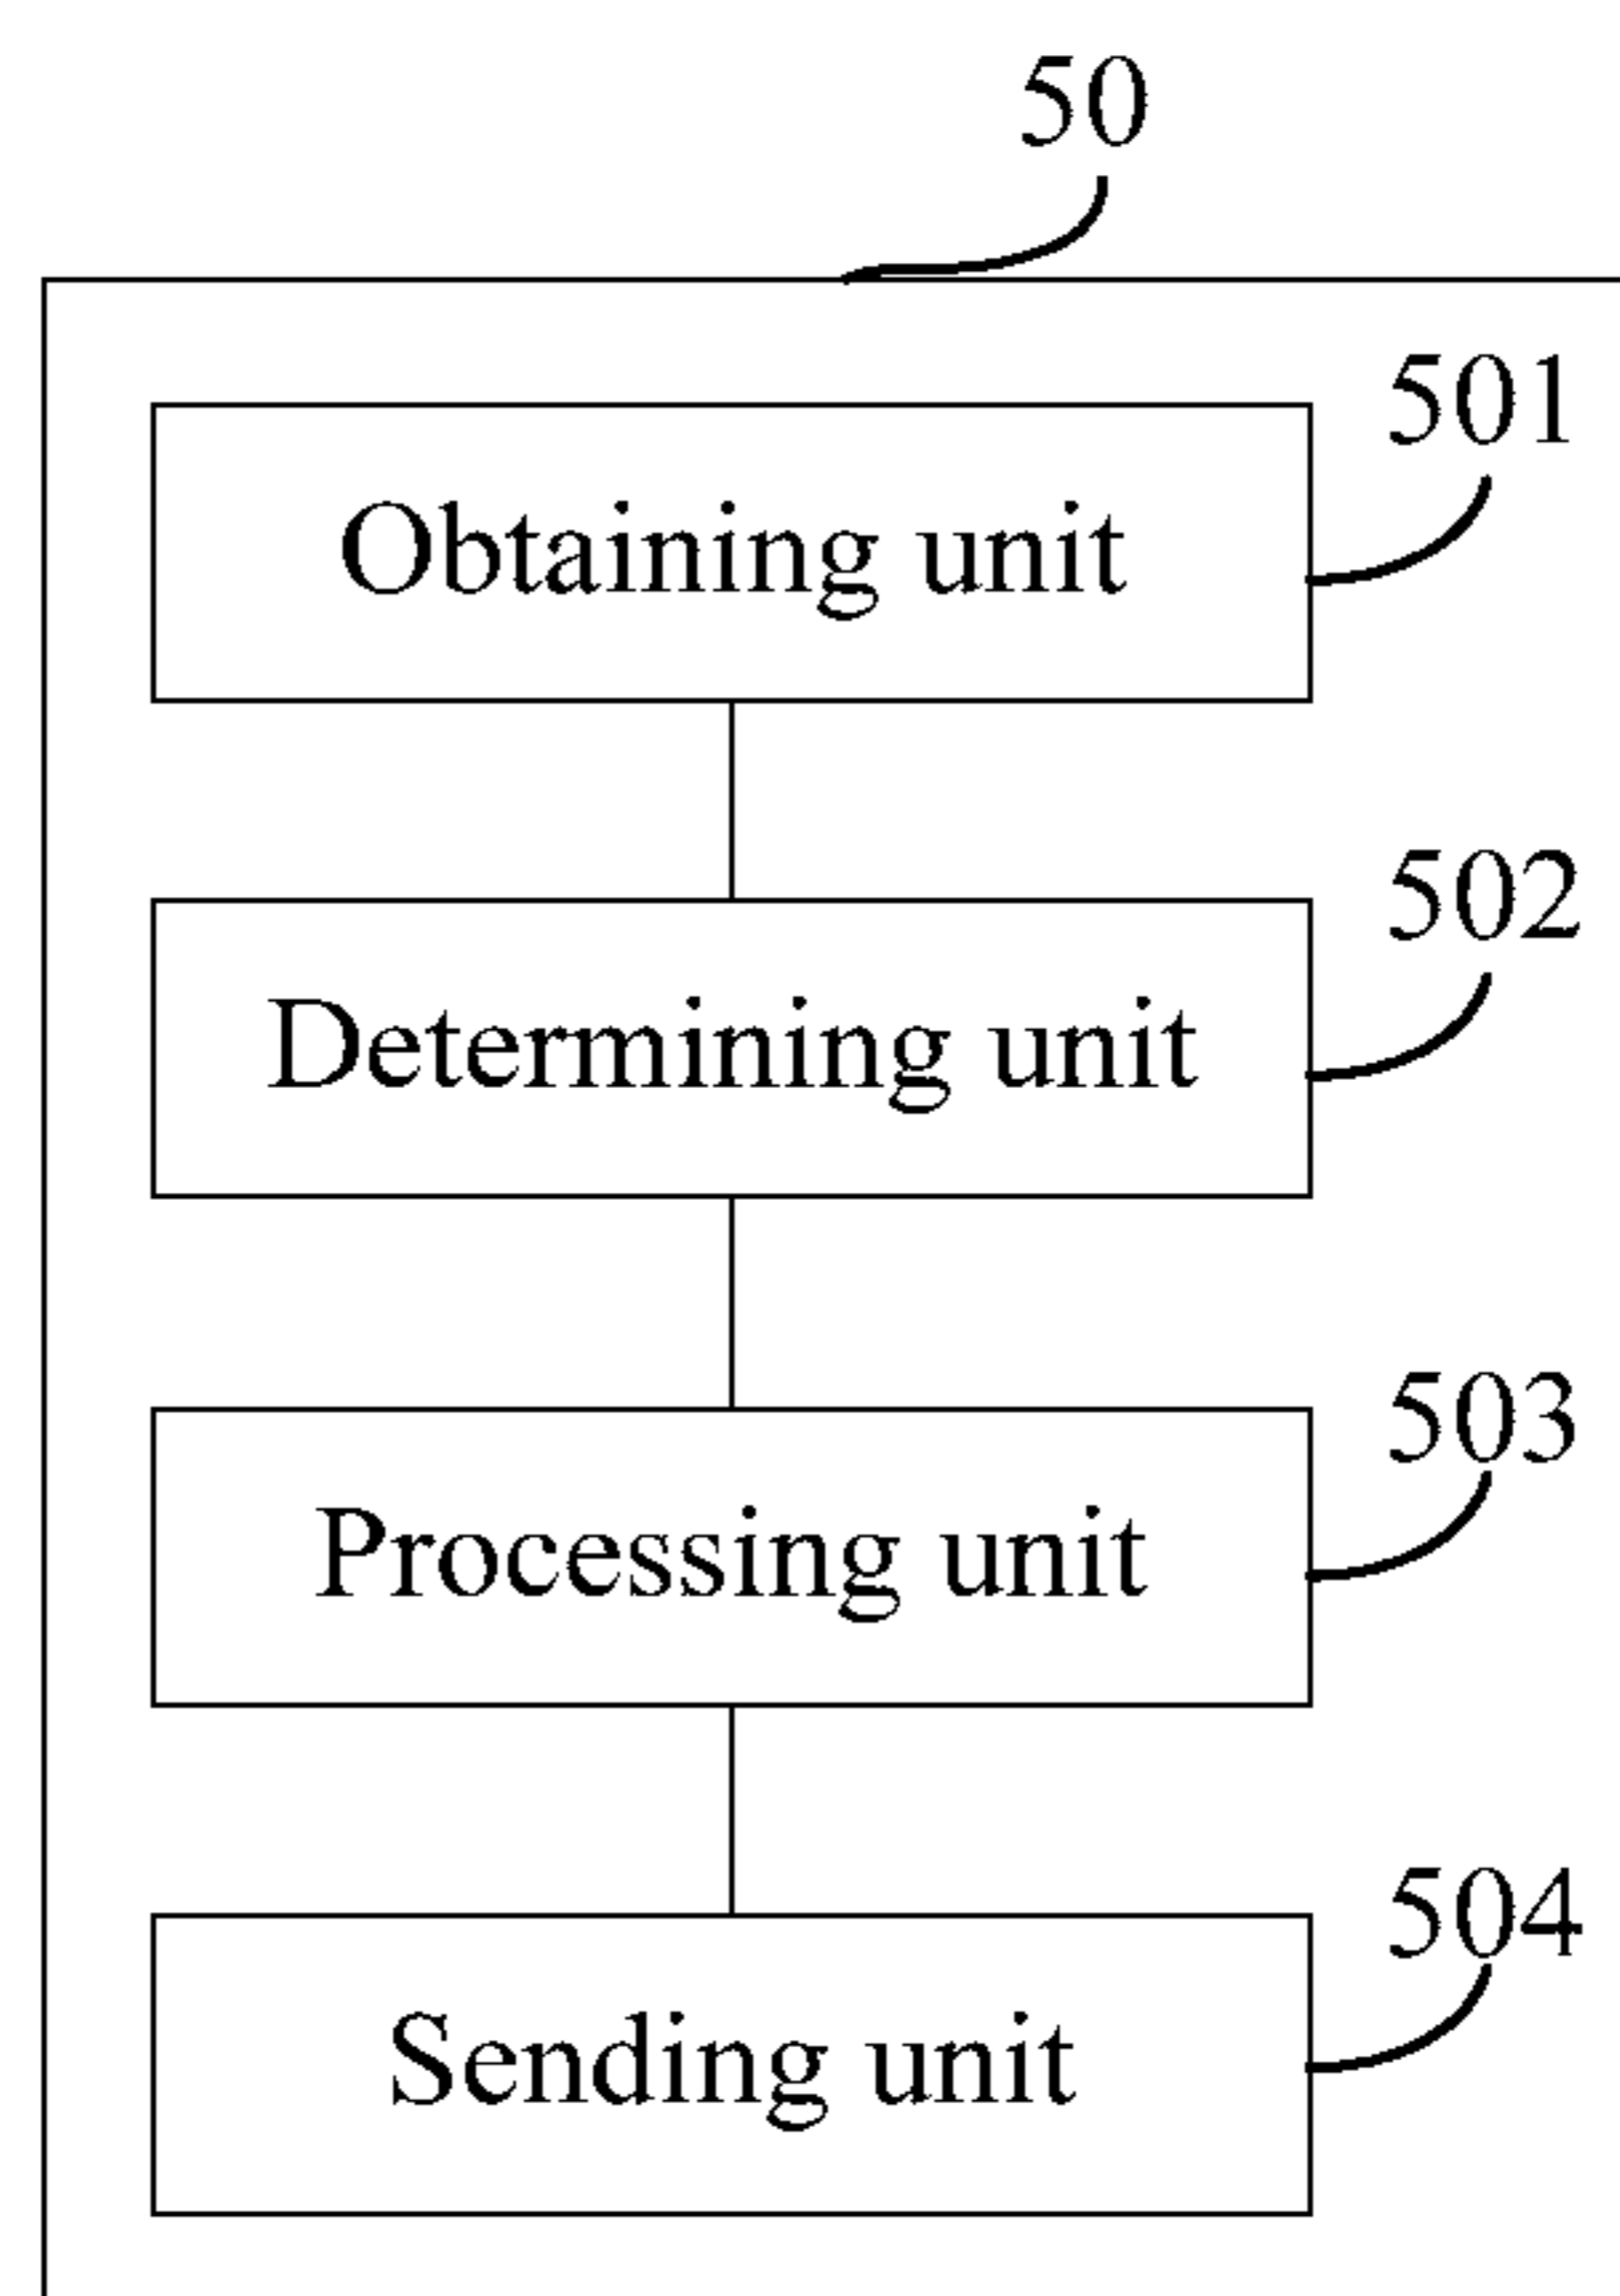 50
501
Obtaining unit
502
Determining unit
503
Processing unit
504
Sending unit